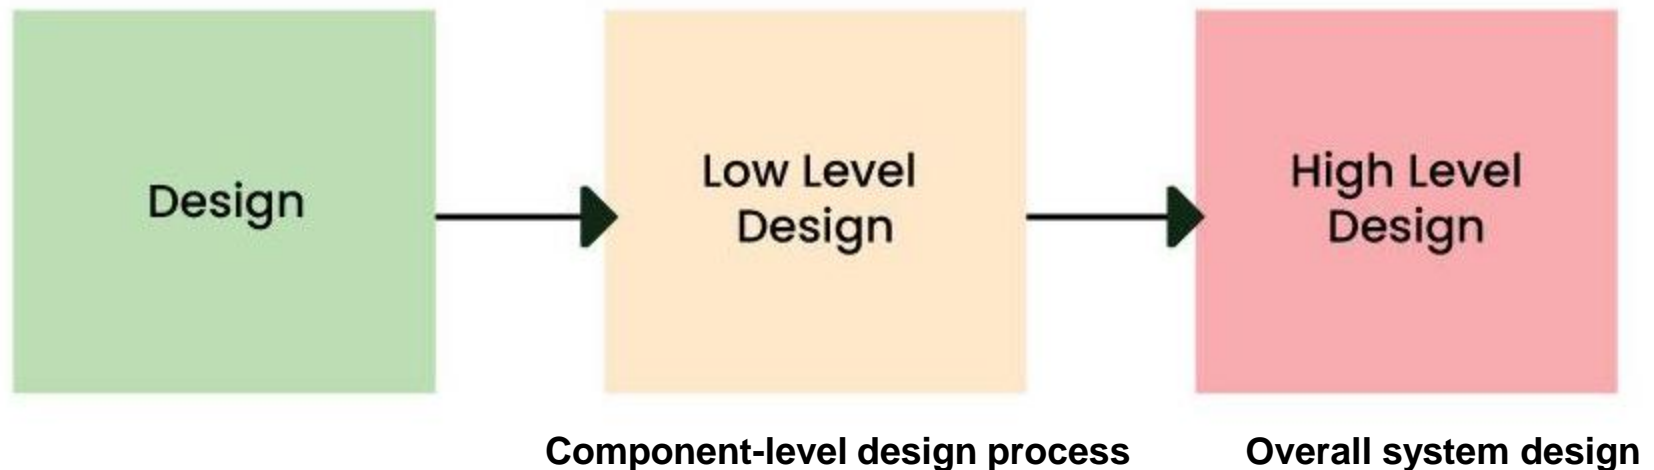 Design
Low Level
Design
High Level
Design
Component-level design process
Overall system design